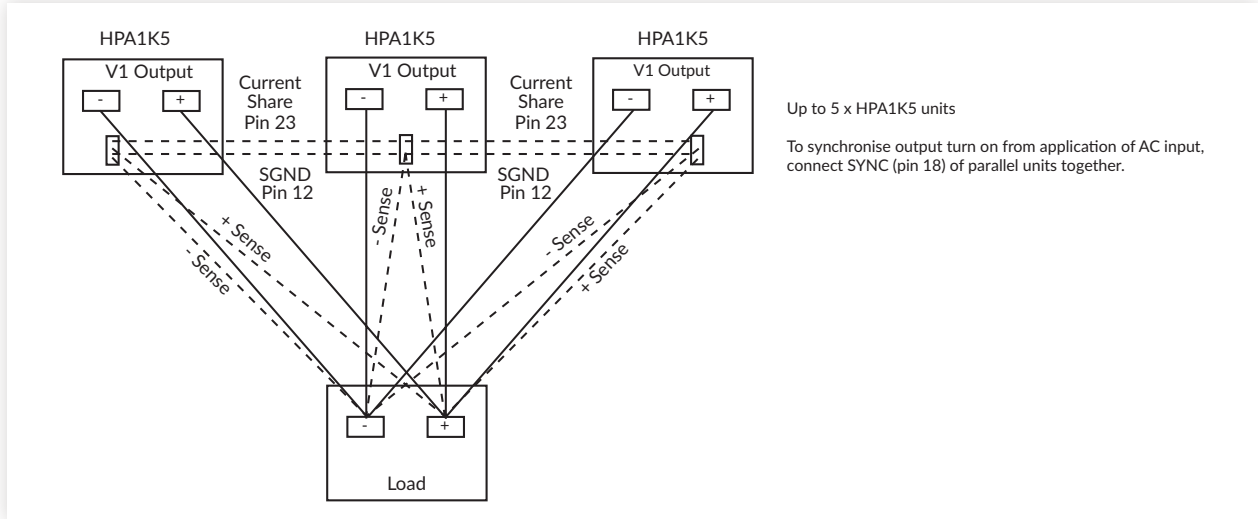 HPA1K5
HPA1K5
HPA1K5
V1 Output
V1 Output
V1 Output
-
+
-
+
-
+
Current
Share
Pin 23
Current
Share
Pin 23
SGND
Pin 12
SGND
Pin 12
+ Sense
- Sense
- Sense
+ Sense
- Sense
+ Sense
-
+
Load
Up to 5 x HPA1K5 units
To synchronise output turn on from application of AC input,
connect SYNC (pin 18) of parallel units together.